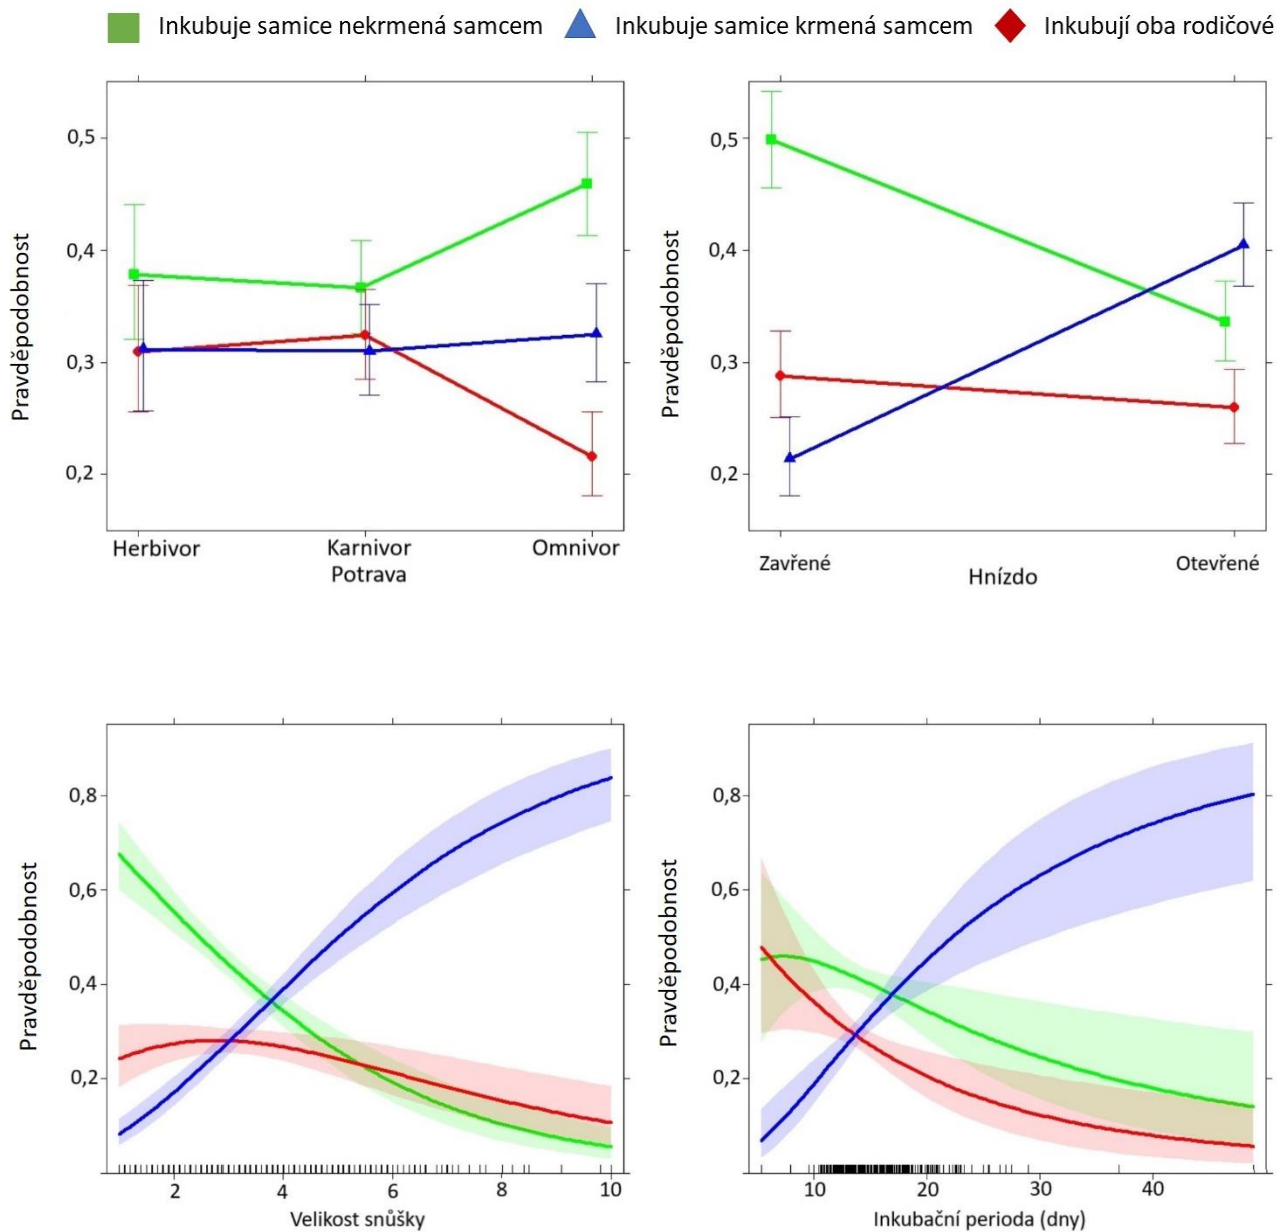 Inkubuje samice nekrmená samcem
Inkubuje samice krmená samcem
Inkubují oba rodičové
Pravděpodobnost
0,5
0,4
0,3
0,2
Herbivor
Karnivor
Omnivor
Potrava
Pravděpodobnost
0,5
0,4
0,3
0,2
Zavřené
Otevřené
Hnízdo
Pravděpodobnost
0,8
0,6
0,4
0,2
2
4
6
8
10
Velikost snůšky
Pravděpodobnost
0,8
0,6
0,4
0,2
10
20
30
40
Inkubační perioda (dny)